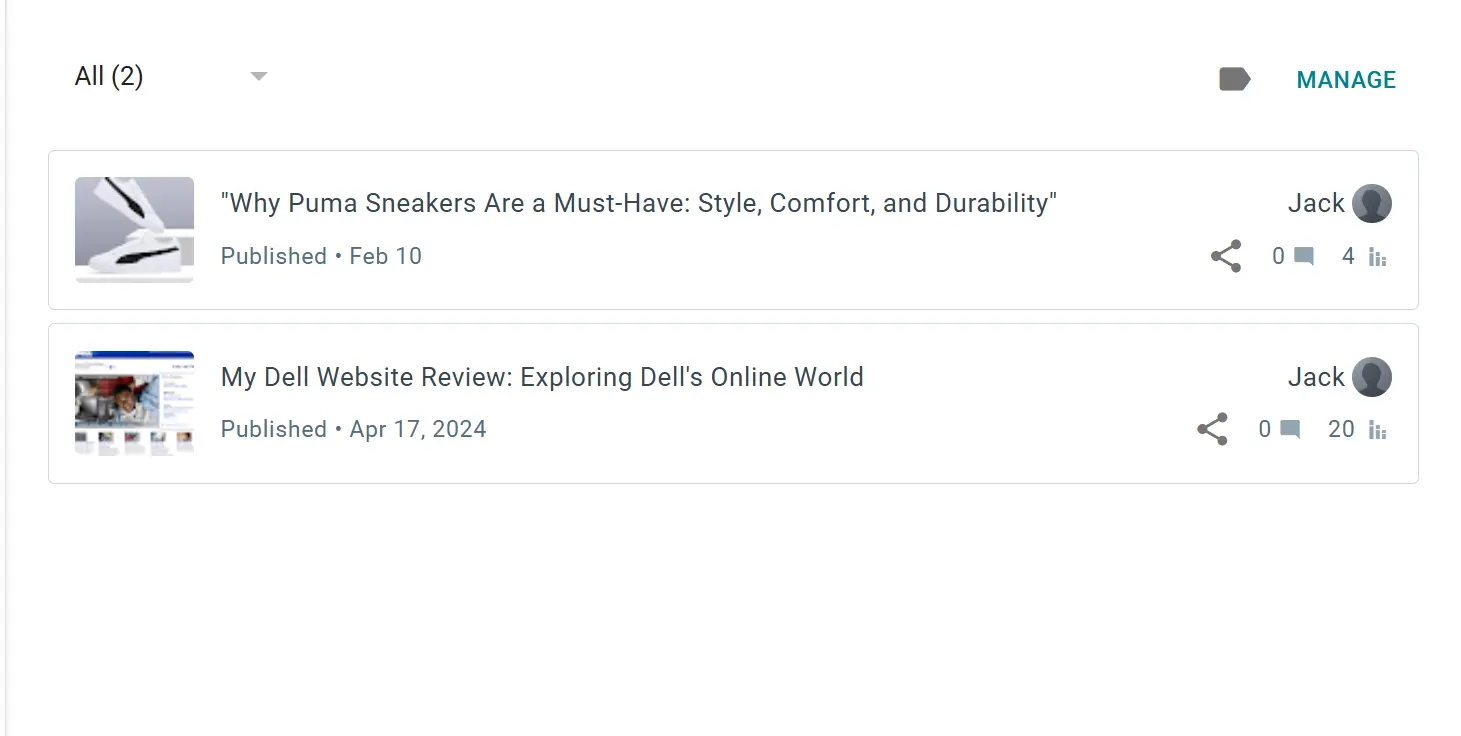 All (2)
MANAGE
"Why Puma Sneakers Are a Must-Have: Style, Comfort, and Durability"
Jack
Published • Feb 10
0
4
My Dell Website Review: Exploring Dell's Online World
Jack
Published • Apr 17, 2024
0
20